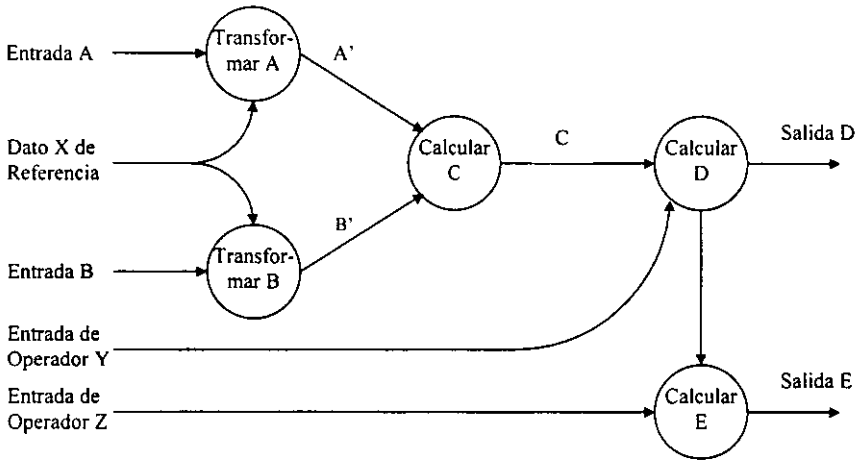 Entrada A
Transfor-
mar A
A'
Dato X de
Referencia
Calcular
C
C
Calcular
D
Salida D
B'
Entrada B
Transfor-
mar B
Entrada de
Operador Y
Entrada de
Operador Z
Calcular
E
Salida E